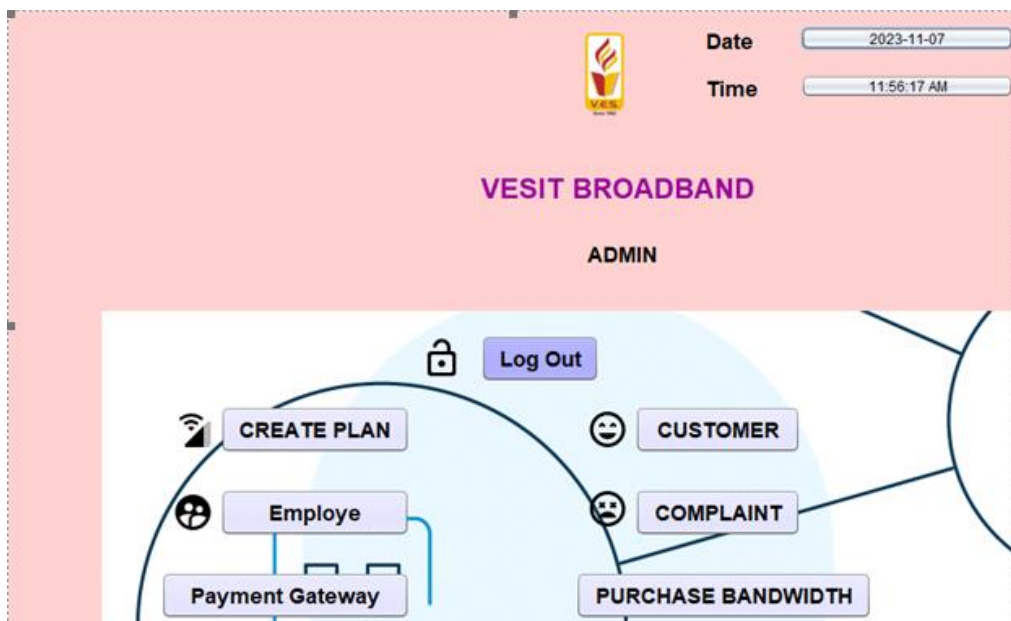 Date 2023-11-07
V.E.S.
Time 11:56:17 AM
VESIT BROADBAND
ADMIN
Log Out
CREATE PLAN CUSTOMER
Employe COMPLAINT
Payment Gateway PURCHASE BANDWIDTH